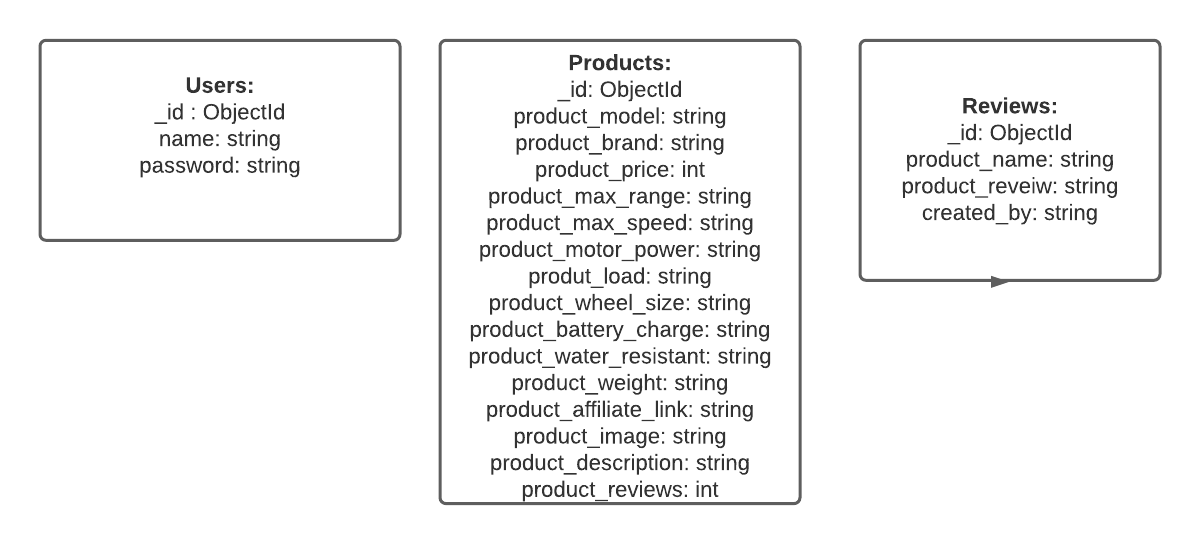 Users:
_id : ObjectId
name: string
password: string
Products:
_id: ObjectId
product_model: string
product_brand: string
product_price: int
product_max_range: string
product_max_speed: string
product_motor_power: string
produt_load: string
product_wheel_size: string
product_battery_charge: string
product_water_resistant: string
product_weight: string
product_affiliate_link: string
product_image: string
product_description: string
product_reviews: int
Reviews:
_id: ObjectId
product_name: string
product_reveiw: string
created_by: string